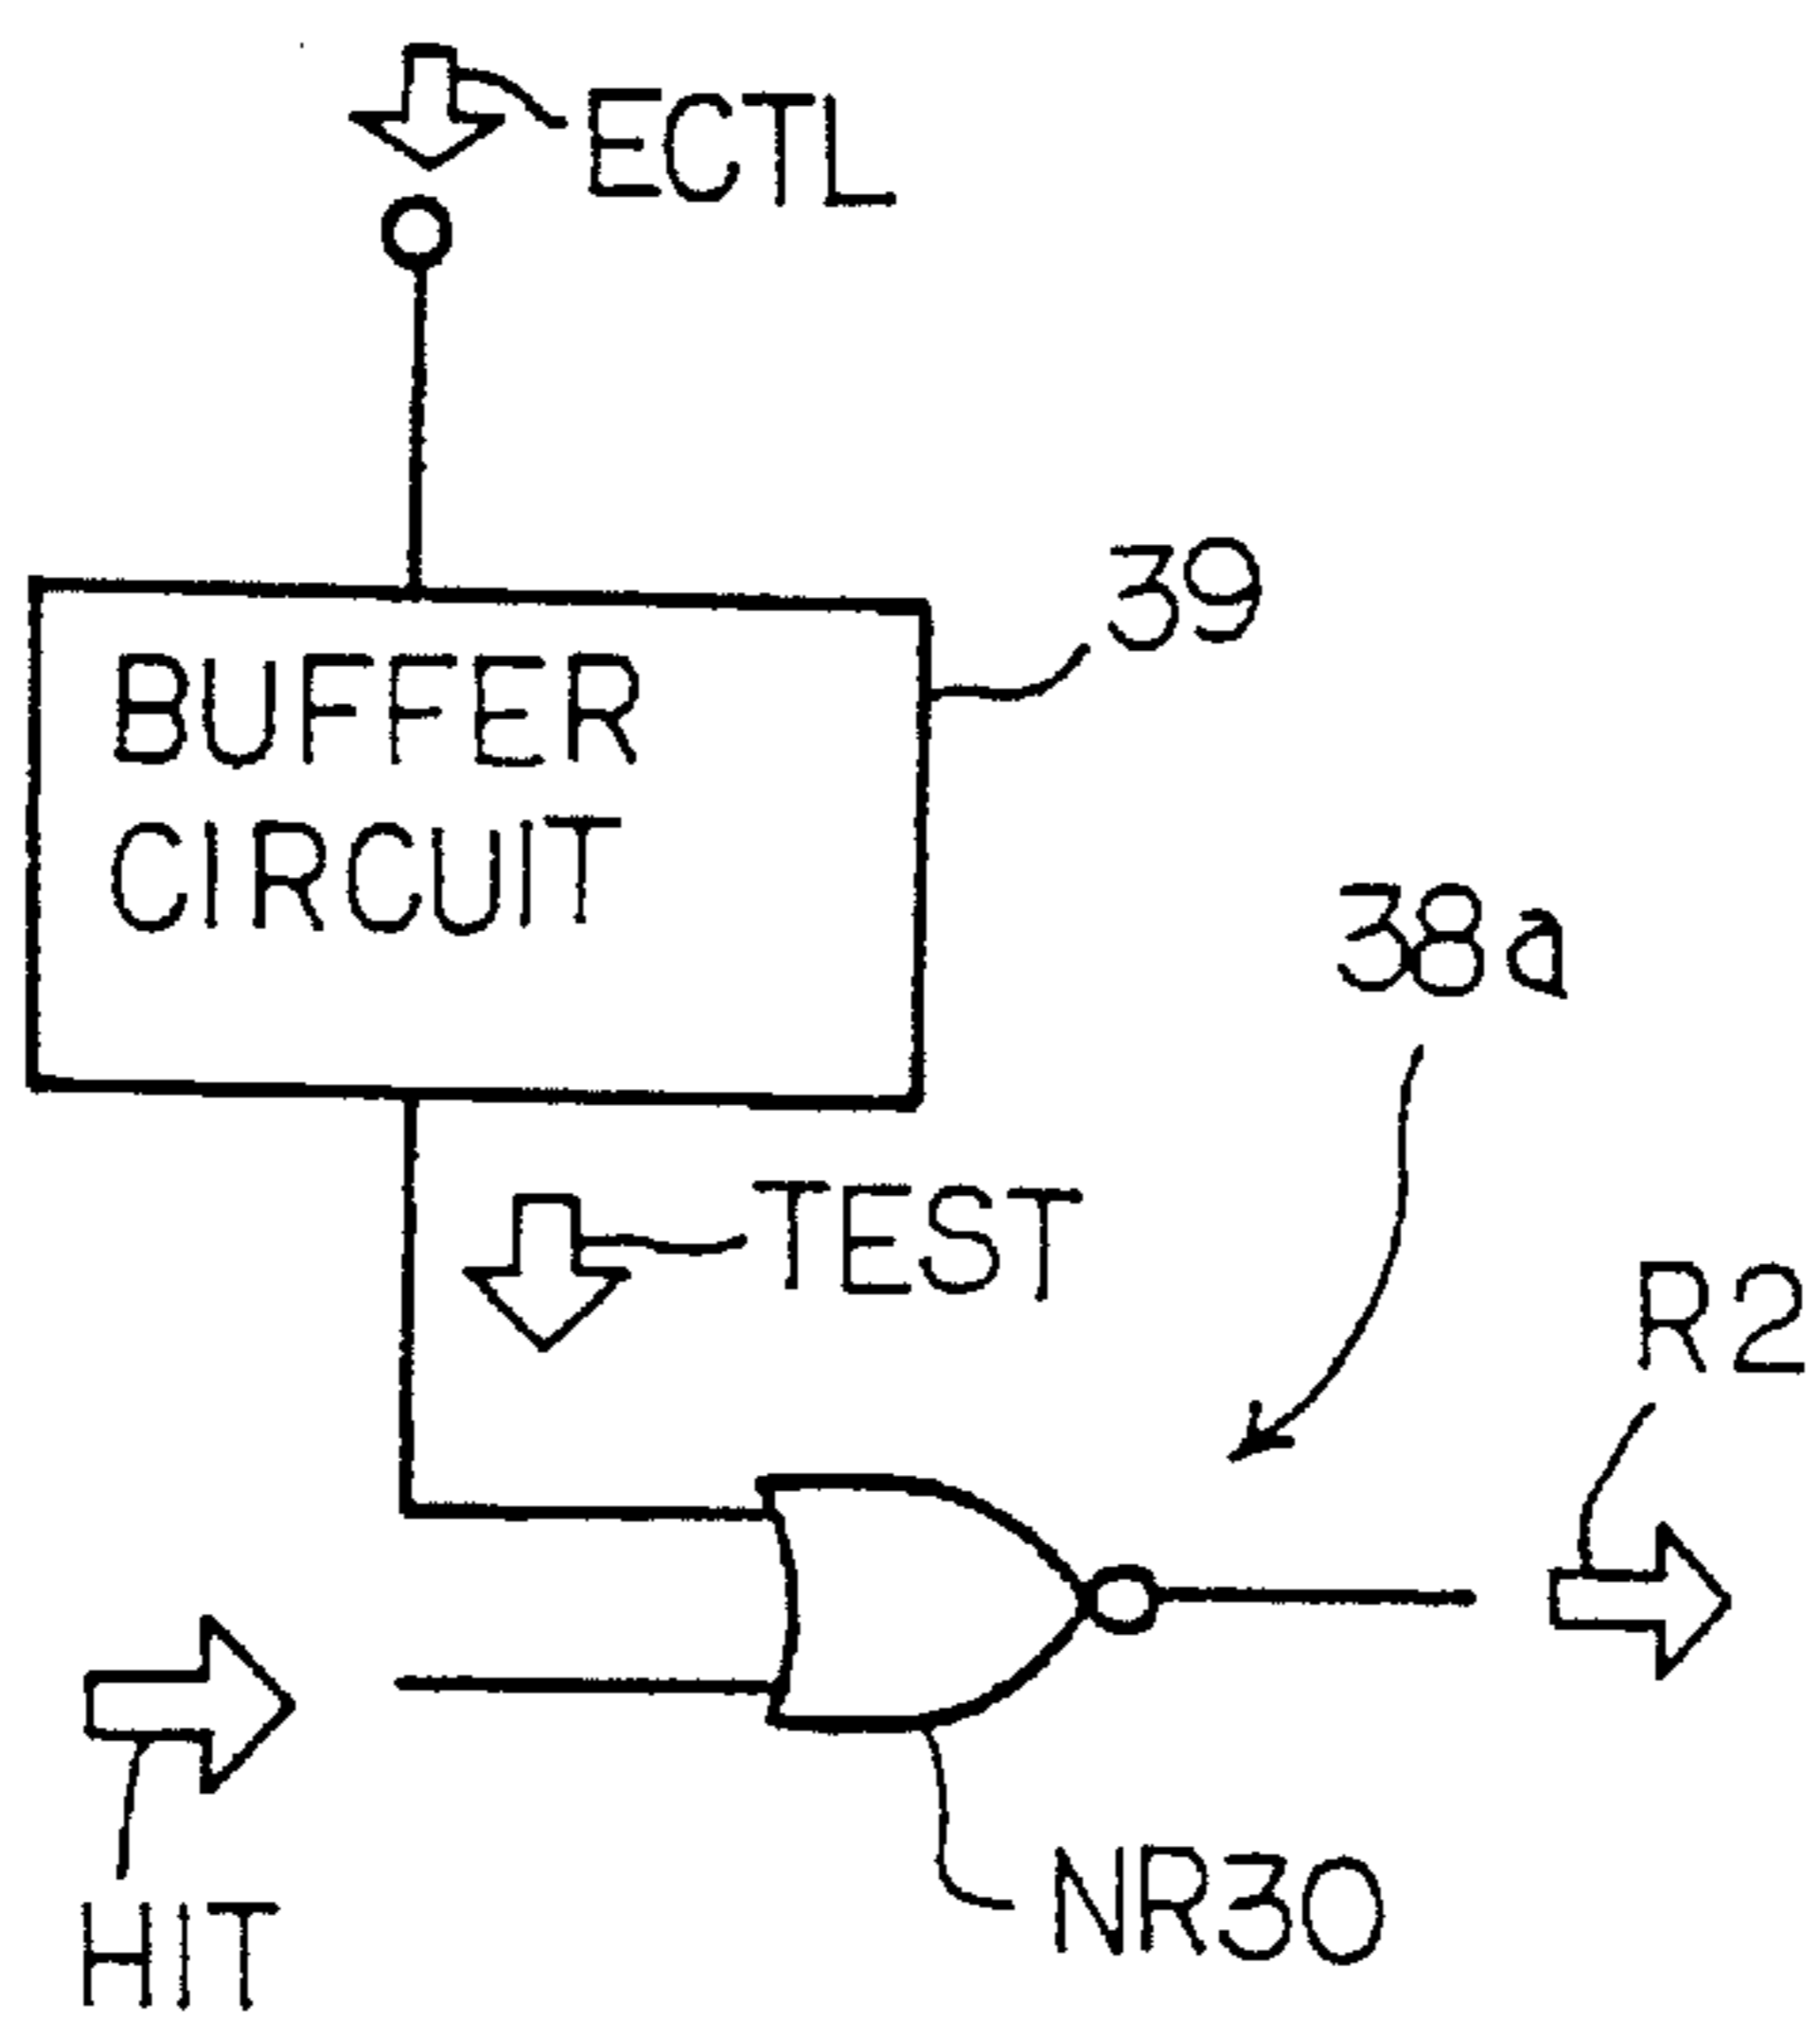 ECTL
39
BUFFER
CIRCUIT
38a
TEST
R2
NR30
HIT